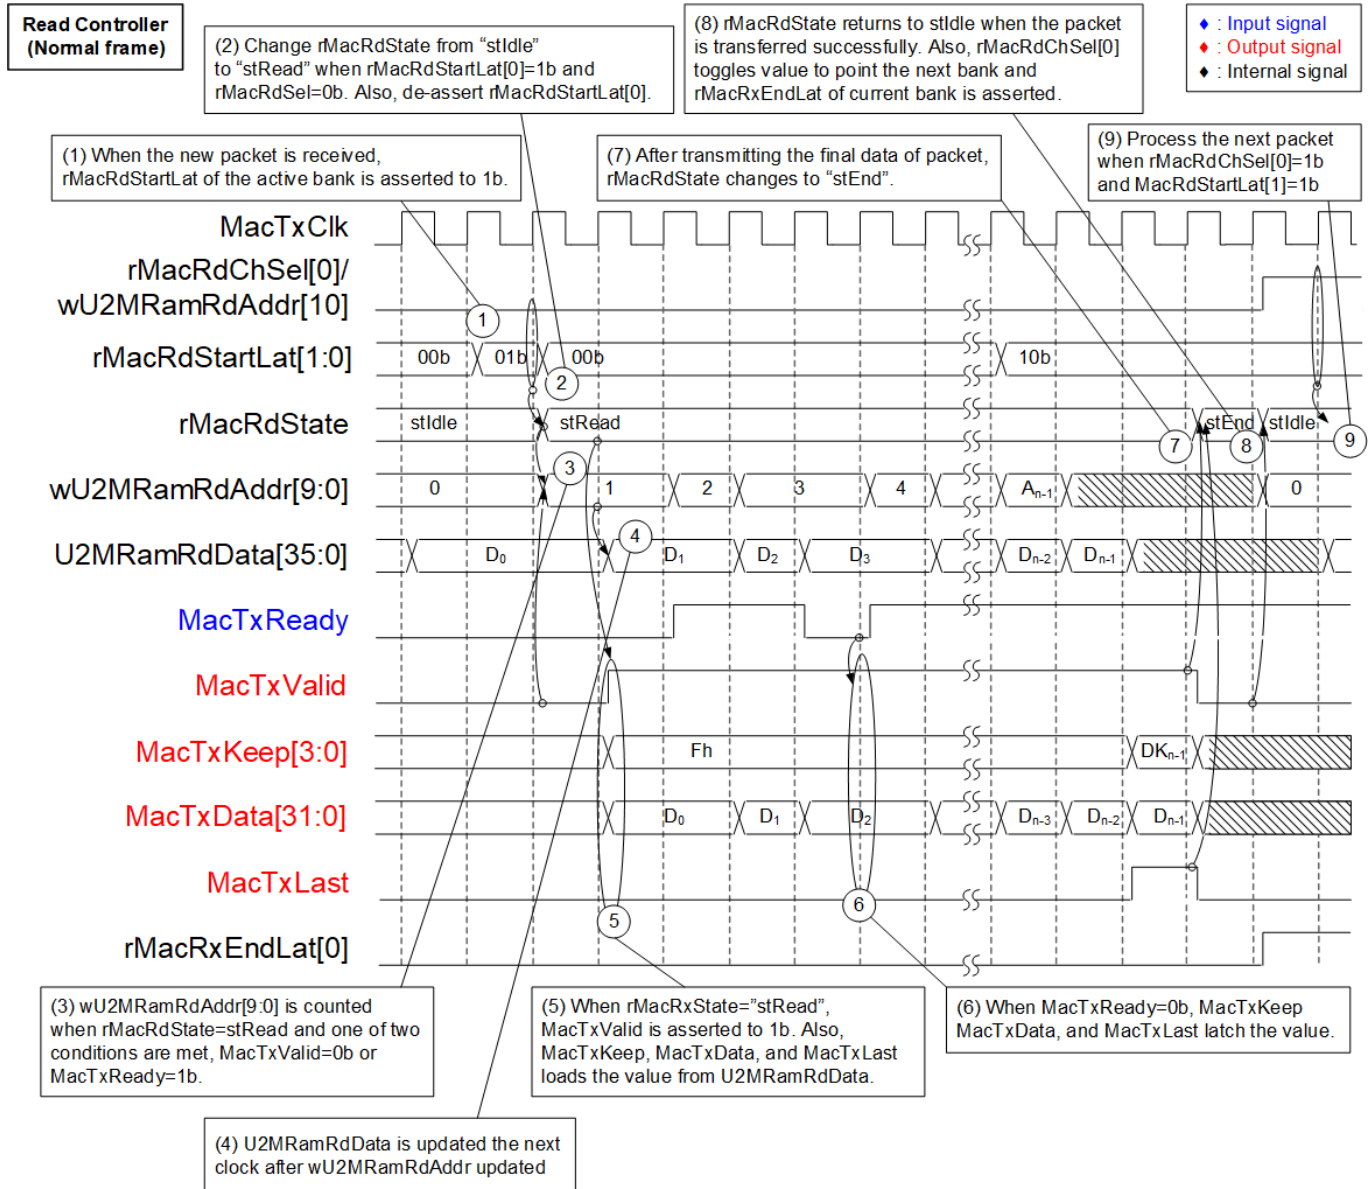 Read Controller
(Normal frame)
(2) Change rMacRdState from “stIdle”
to “stRead” when rMacRdStartLat[0]=1b and
rMacRdSel=0b. Also, de-assert rMacRdStartLat[0].
(8) rMacRdState returns to stIdle when the packet
is transferred successfully. Also, rMacRdChSel[0]
toggles value to point the next bank and
rMacRxEndLat of current bank is asserted.
♦ : Input signal
♦ : Output signal
♦ : Internal signal
(1) When the new packet is received,
rMacRdStartLat of the active bank is asserted to 1b.
(7) After transmitting the final data of packet,
rMacRdState changes to “stEnd”.
(9) Process the next packet
when rMacRdChSel[0]=1b
and MacRdStartLat[1]=1b
MacTxClk
rMacRdChSel[0]/
wU2MRamRdAddr[10]
1
rMacRdStartLat[1:0] 00b 01b 00b 10b
2
rMacRdState stIdle stRead stEnd stIdle
7 8 9
3
wU2MRamRdAddr[9:0] 0 1 2 3 4 An-1 0
4
U2MRamRdData[35:0] D0 D1 D2 D3 Dn-2 Dn-1
MacTxReady
MacTxValid
MacTxKeep[3:0] Fh DKn-1
MacTxData[31:0] D0 D1 D2 Dn-3 Dn-2 Dn-1
MacTxLast
5 6
rMacRxEndLat[0]
(3) wU2MRamRdAddr[9:0] is counted
when rMacRdState=stRead and one of two
conditions are met, MacTxValid=0b or
MacTxReady=1b.
(5) When rMacRxState=”stRead”,
MacTxValid is asserted to 1b. Also,
MacTxKeep, MacTxData, and MacTxLast
loads the value from U2MRamRdData.
(6) When MacTxReady=0b, MacTxKeep
MacTxData, and MacTxLast latch the value.
(4) U2MRamRdData is updated the next
clock after wU2MRamRdAddr updated